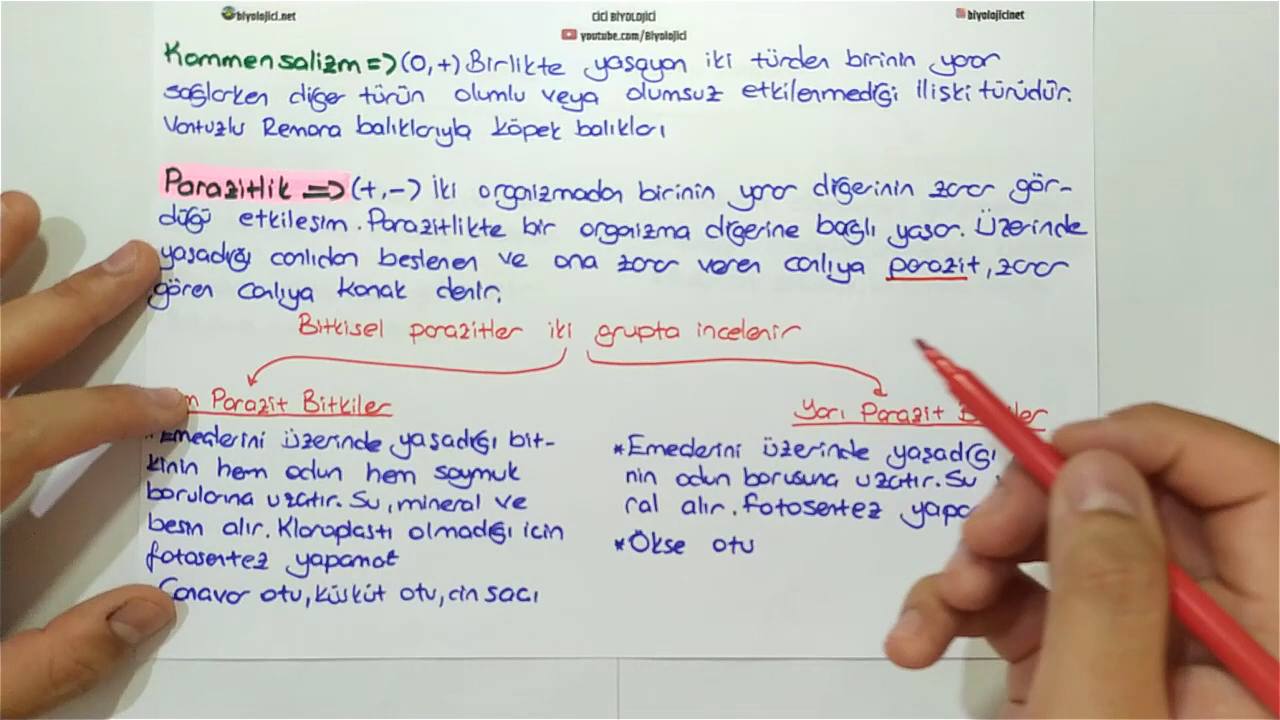 biyolojici.net
CİCİ BİYOLOJİCİ
youtube.com/Biyolojici
biyolojicinet
Kommensalizm => (0,+) Birlikte yaşayan iki türden birinin yarar
sağlarken diğer türün olumlu veya olumsuz etkilenmediği ilişki türüdür.
Vantuzlu Remora balıklarıyla köpek balıkları
Parazitlik => (+,-) İki organizmadan birinin yarar diğerinin zarar gör-
düğü etkileşim. Parazitlikte bir organizma diğerine bağlı yaşar. Üzerinde
yaşadığı canlıdan beslenen ve ona zarar veren canlıya parazit, zarar
gören canlıya konak denir.
Bitkisel parazitler iki grupta incelenir
Parazit Bitkiler
*Emeçlerini üzerinde yaşadığı bit-
kinin hem odun hem soymuk
borularına uzatır. Su, mineral ve
besin alır. Kloroplastı olmadığı için
fotosentez yapamat
Canavar otu, küsküt otu, cin saçı
Yarı Parazit
*Emeçlerini üzerinde yaşadığı
nin odun borusuna uzatır. Su
ral alır. fotosentez
*Ökse otu